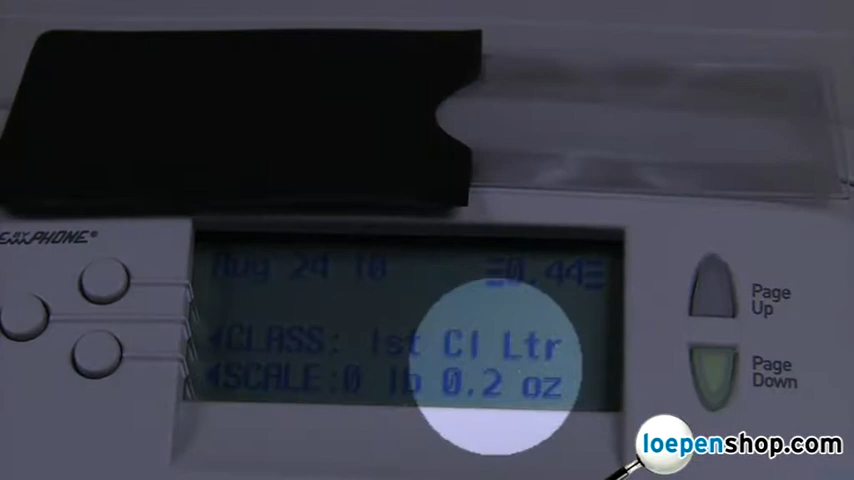 PHONE®
Aug 24 10
0.44
CLASS: 1st Cl Ltr
SCALE:0 lb 0.2 oz
Page
Up
Page
Down
loepenshop.com